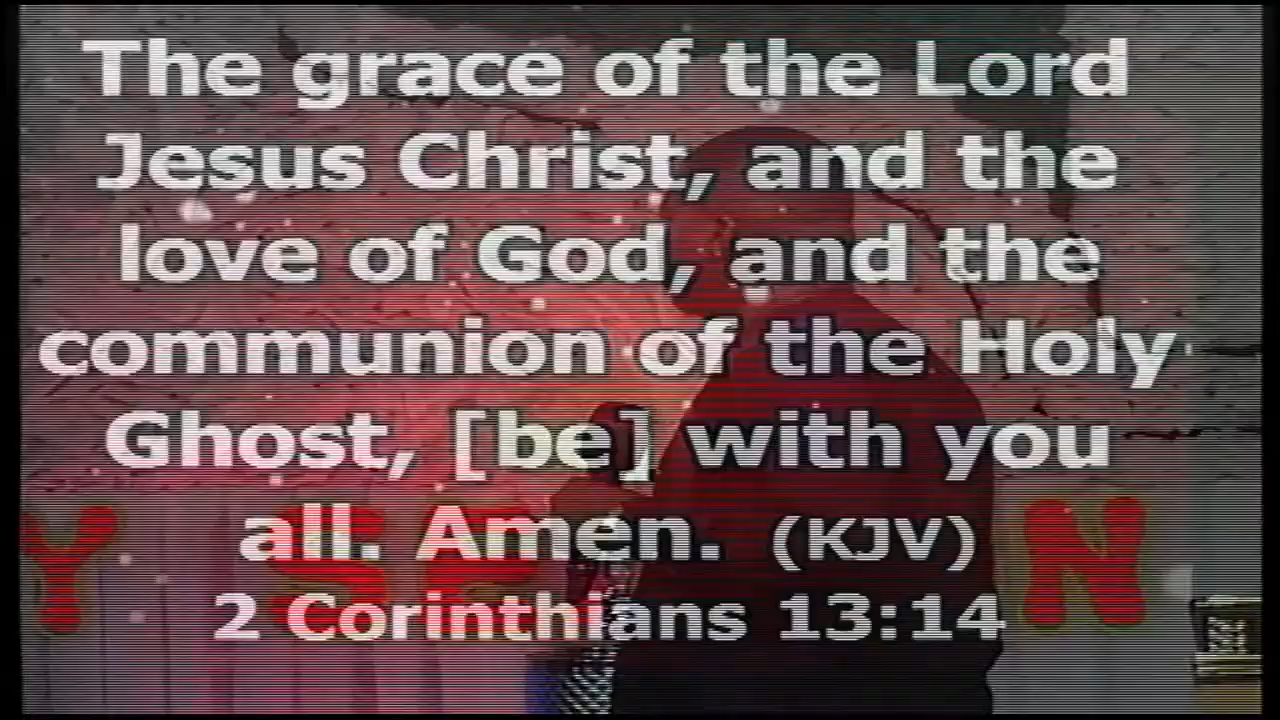 The grace of the Lord
Jesus Christ, and the
love of God, and the
communion of the Holy
Ghost, [be] with you
all. Amen. (KJV)
2 Corinthians 13:14
Y S E N